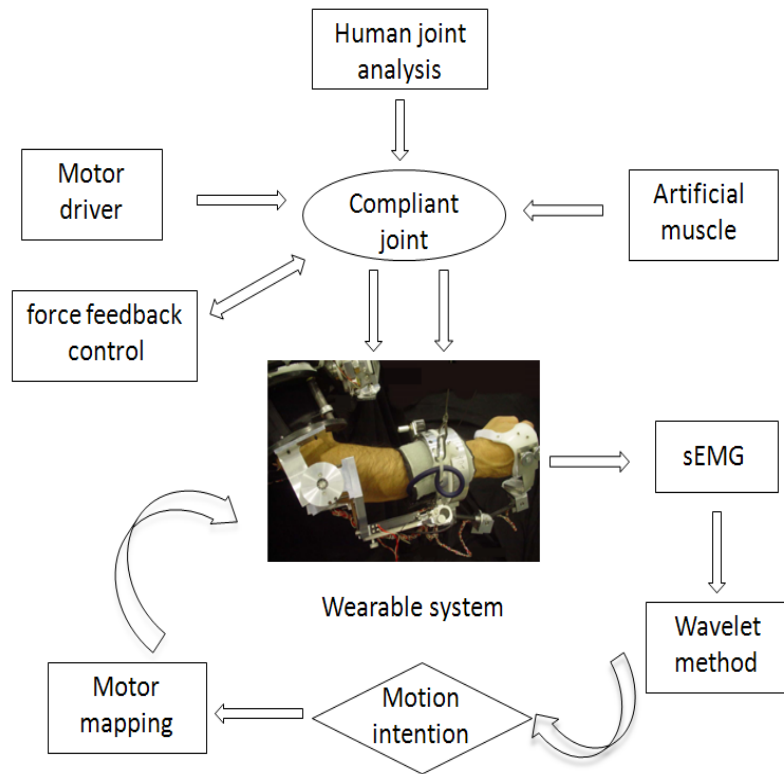 Human joint
analysis
Motor
driver
Compliant
joint
Artificial
muscle
force feedback
control
sEMG
Wearable system
Wavelet
method
Motor
mapping
Motion
intention